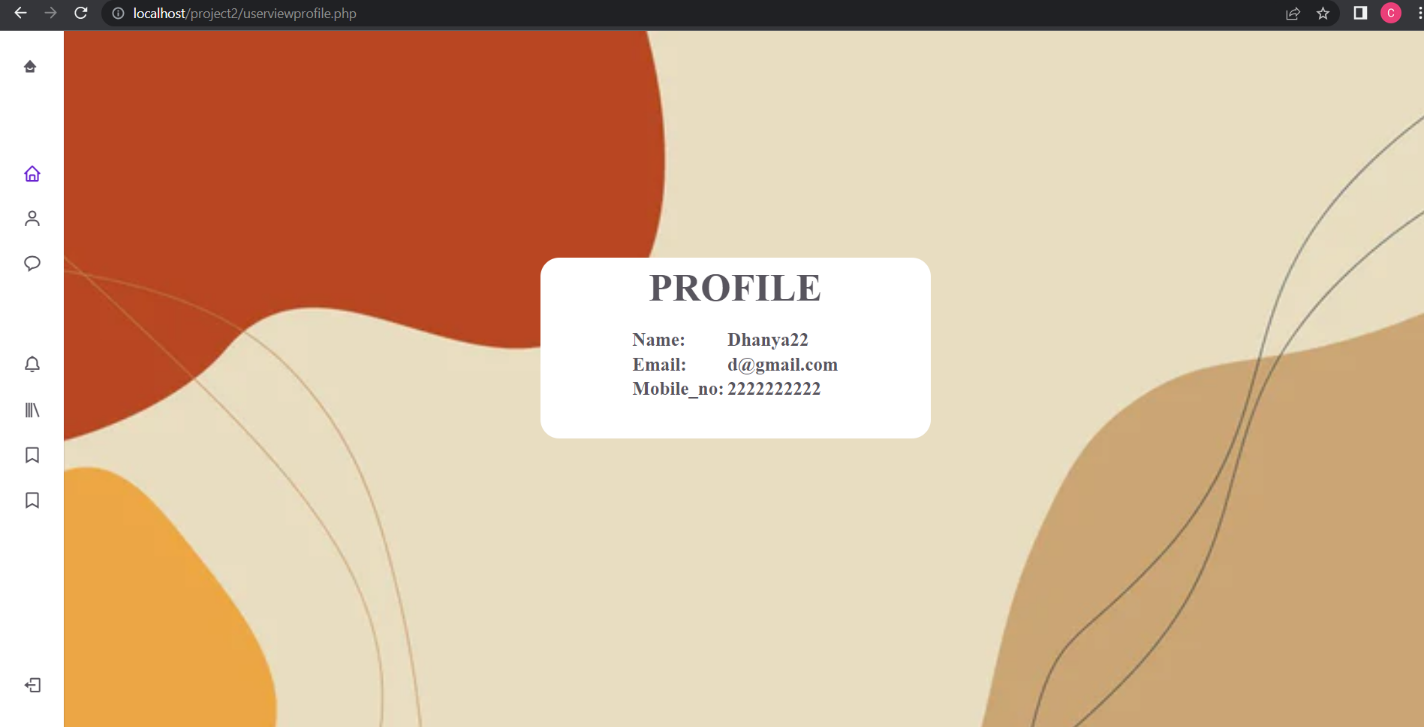 localhost/project2/userviewprofile.php
C
PROFILE
Name: Dhanya22
Email: d@gmail.com
Mobile_no: 2222222222